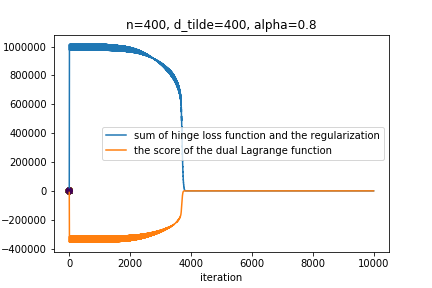 n=400, d_tilde=400, alpha=0.8
1000000
800000
600000
400000
200000
0
−200000
−400000
sum of hinge loss function and the regularization
the score of the dual Lagrange function
0 2000 4000 6000 8000 10000
iteration